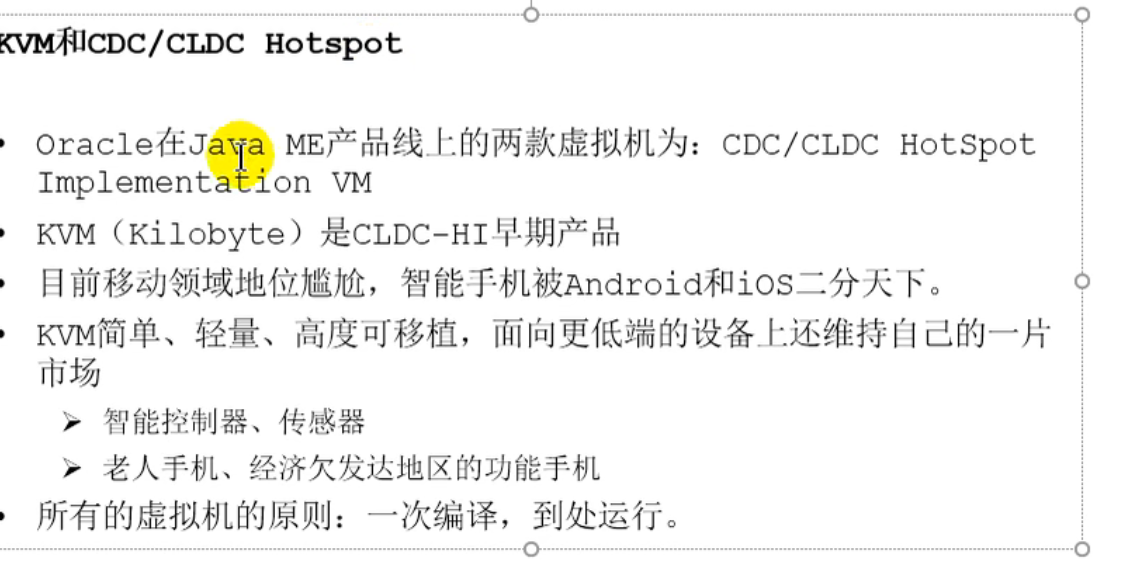 KVM和CDC/CLDC Hotspot
• Oracle在Java ME产品线上的两款虚拟机为：CDC/CLDC HotSpot
Implementation VM
• KVM（Kilobyte）是CLDC-HI早期产品
• 目前移动领域地位尴尬，智能手机被Android和iOS二分天下。
• KVM简单、轻量、高度可移植，面向更低端的设备上还维持自己的一片
市场
➢ 智能控制器、传感器
➢ 老人手机、经济欠发达地区的功能手机
• 所有的虚拟机的原则：一次编译，到处运行。